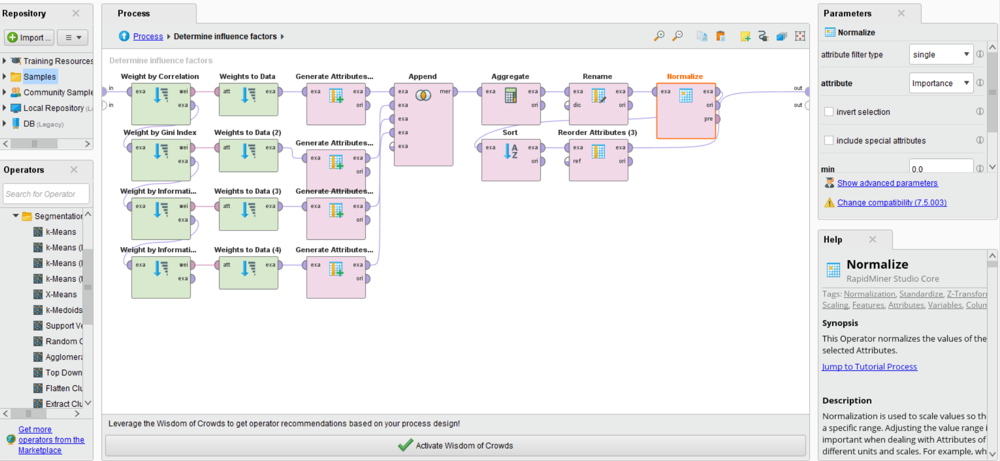 Repository
Import ...
Training Resources
Samples
Community Sample
Local Repository (L
DB (Legacy)
Operators
Search for Operator
Segmentation
k-Means
k-Means (
k-Means (
k-Means (f
X-Means
k-Medoids
Support Ve
Random C
Agglomera
Top Down
Flatten Clu
Extract Clu
Get more
operators from the
Marketplace
Process
Process Determine influence factors
Determine influence factors
Weight by Correlation Weights to Data Generate Attributes... Append Aggregate Rename Normalize
in exa wei att exa exa exa exa mer exa exa exa exa exa exa out
in exa ori exa ori dic ori ori out
exa pre
Weight by Gini Index Weights to Data (2) Generate Attributes... exa Sort Reorder Attributes (3)
exa wei att exa exa exa exa exa exa exa exa
exa ori ori ref ori
Weight by Informati... Weights to Data (3) Generate Attributes...
exa wei att exa exa exa
exa ori
Weight by Informati... Weights to Data (4) Generate Attributes...
exa wei att exa exa exa
exa ori
Leverage the Wisdom of Crowds to get operator recommendations based on your process design!
Activate Wisdom of Crowds
Parameters
Normalize
attribute filter type single
attribute Importance
invert selection
include special attributes
min 0.0
Show advanced parameters
Change compatibility (7.5.003)
Help
Normalize
RapidMiner Studio Core
Tags: Normalization, Standardize, Z-Transfor
Scaling, Features, Attributes, Variables, Colum
Synopsis
This Operator normalizes the values of the
selected Attributes.
Jump to Tutorial Process
Description
Normalization is used to scale values so th
a specific range. Adjusting the value range i
important when dealing with Attributes of
different units and scales. For example, wh